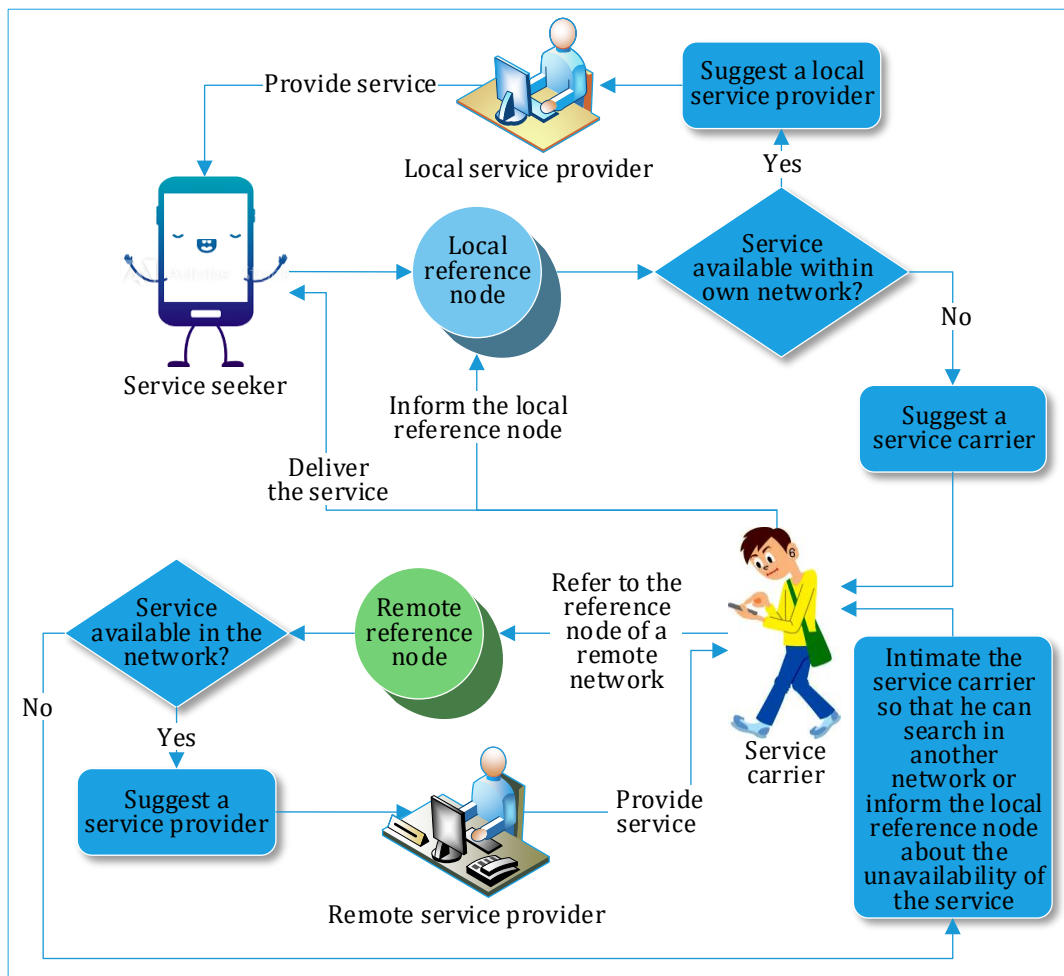 Provide service
Suggest a local
service provider
Local service provider
Yes
Local
reference
node
Service
available within
own network?
No
Service seeker
Inform the local
reference node
Suggest a
service carrier
Deliver
the service
6
Service
available in the
network?
Remote
reference
node
Refer to the
reference
node of a
remote
network
Intimate the
service carrier
so that he can
search in
another
network or
inform the local
reference node
about the
unavailability of
the service
No
Yes
Service
carrier
Suggest a
service provider
Provide
service
Remote service provider